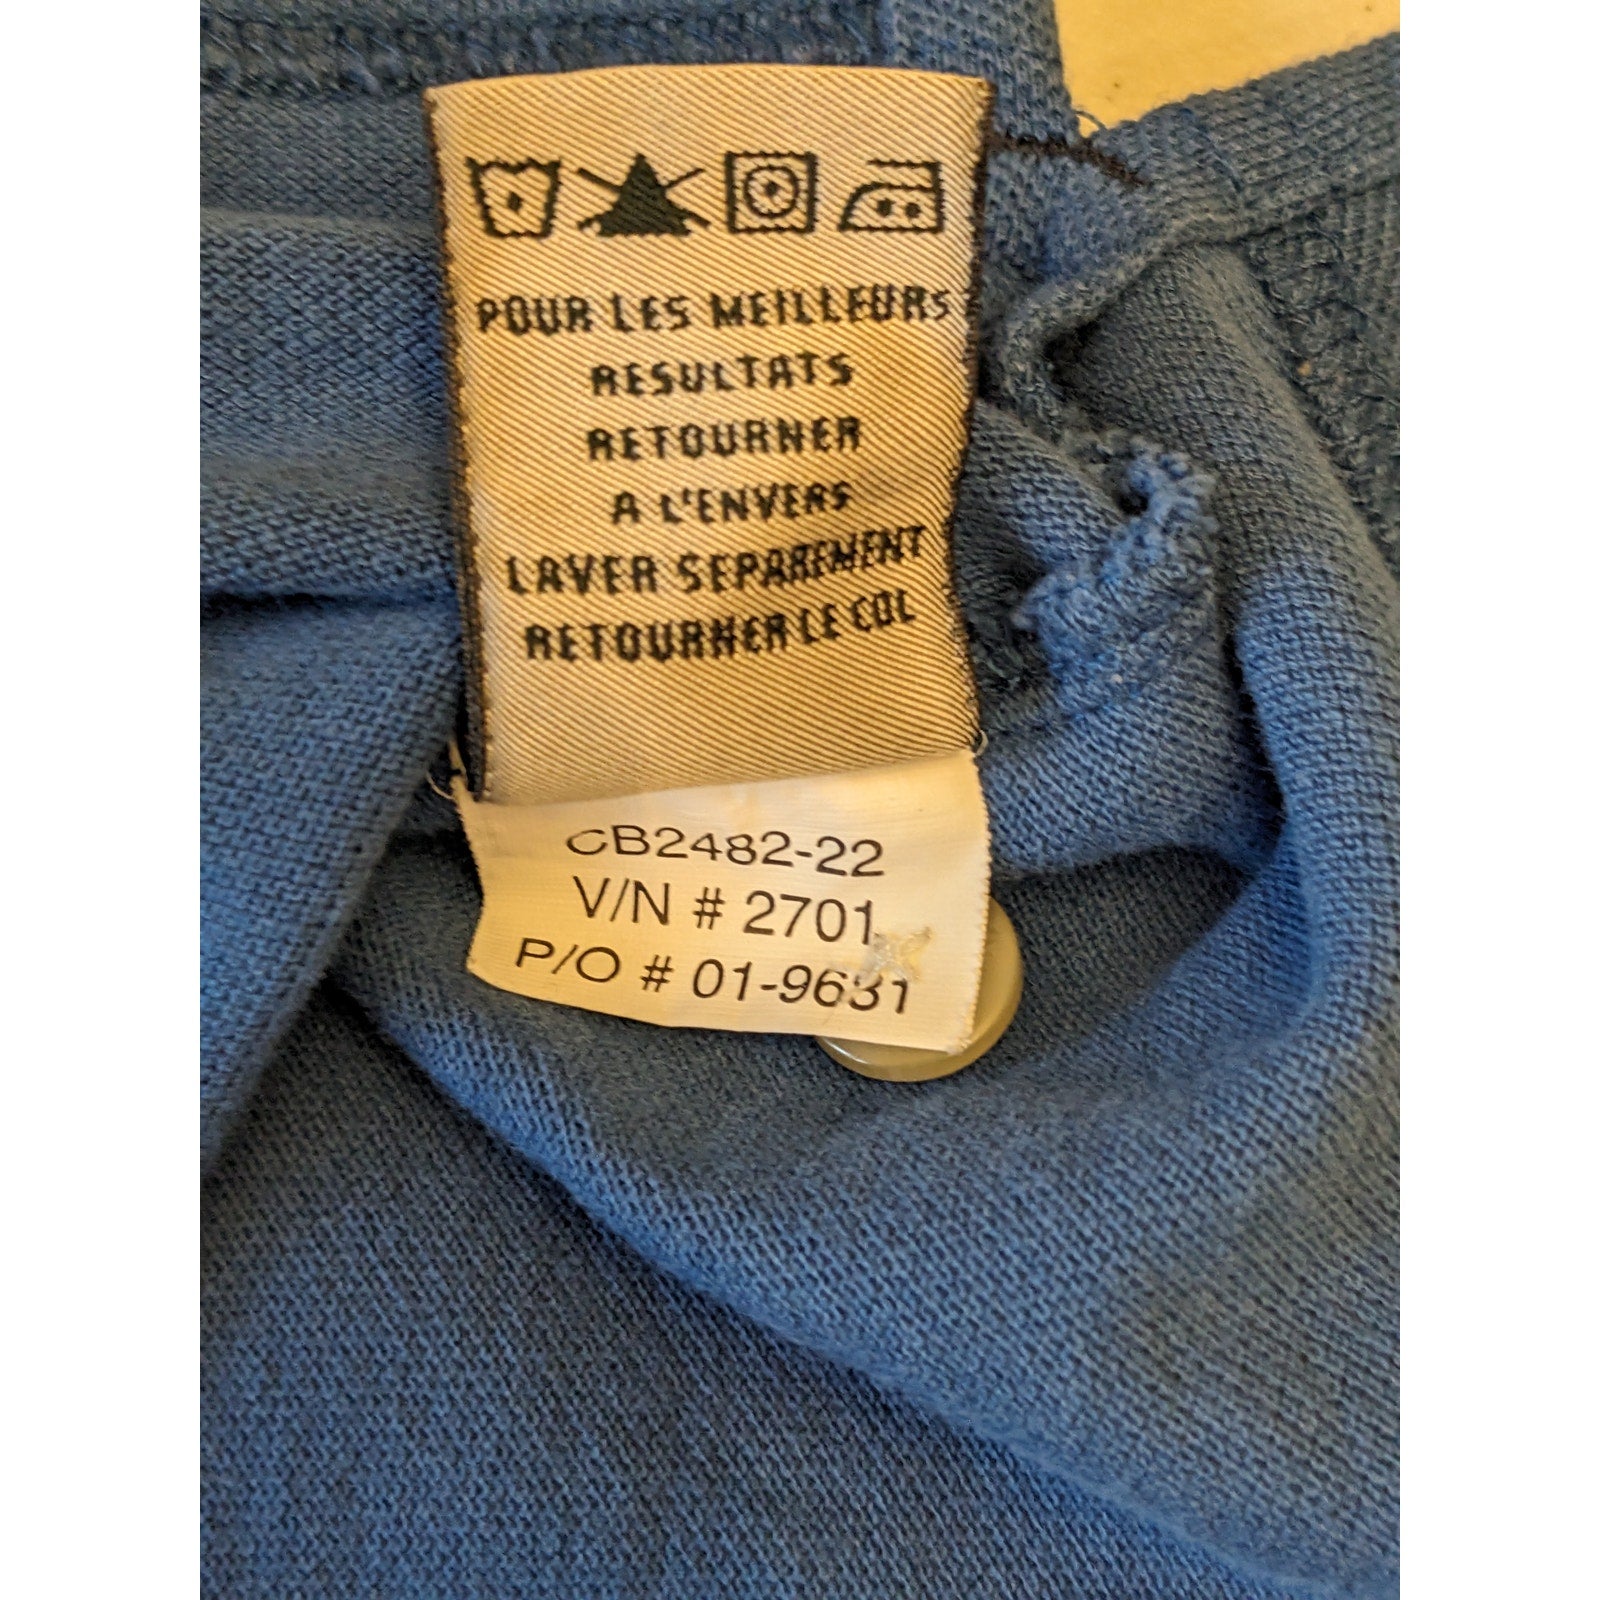 POUR LES MEILLEURS
RESULTATS
RETOURNER
A L'ENVERS
LAVER SEPAREMENT
RETOURNER LE COL
CB2482-22
V/N # 2701
P/O # 01-9631